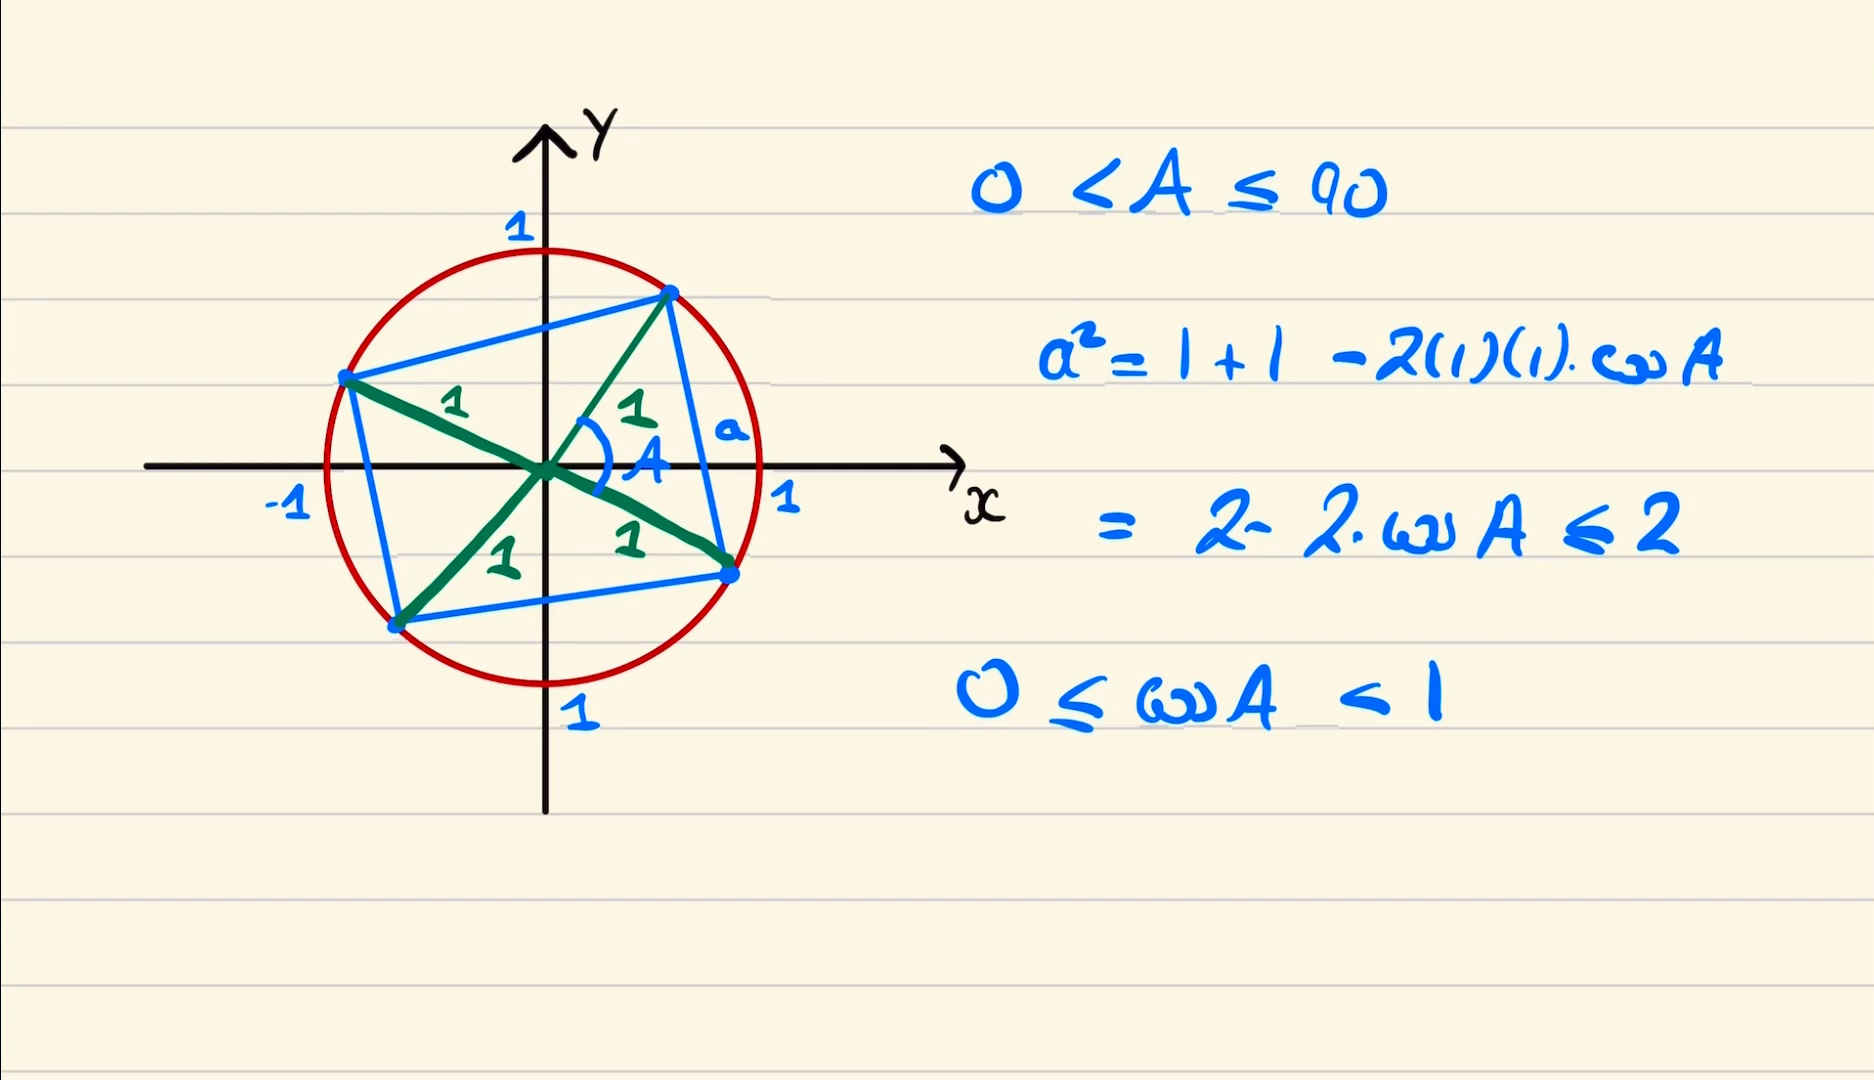 Y
1
1
1
a
A
-1
1
x
1
1
1
0 < A ≤ 90
a² = 1 + 1 - 2(1)(1). cos A
= 2 - 2. cos A ≤ 2
0 ≤ cos A < 1